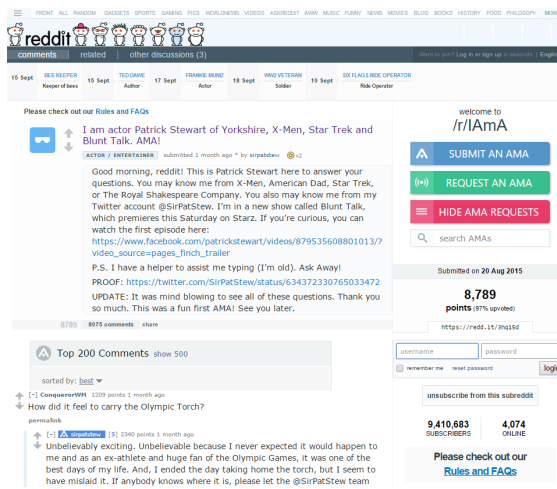 FRONT ALL RANDOM GADGETS SPORTS GAMING PICS WORLDNEWS VIDEOS ASKREDDIT AWW MUSIC FUNNY NEWS MOVIES BLOG BOOKS HISTORY FOOD PHILOSOPH MORE
reddit
comments related other discussions (3)
Want to join? Log in or sign up in seconds. | English
15 Sept BEE KEEPER Keeper of bees
15 Sept TED DAWE Author
17 Sept FRANKIE MUNIZ Actor
18 Sept WW2 VETERAN Soldier
18 Sept SIX FLAGS RIDE OPERATOR Ride Operator
Please check out our Rules and FAQs
I am actor Patrick Stewart of Yorkshire, X-Men, Star Trek and
Blunt Talk. AMA!
ACTOR / ENTERTAINER submitted 1 month ago * by sirpatstew x2
Good morning, reddit! This is Patrick Stewart here to answer your
questions. You may know me from X-Men, American Dad, Star Trek,
or The Royal Shakespeare Company. You also may know me from my
Twitter account @SirPatStew. I'm in a new show called Blunt Talk,
which premieres this Saturday on Starz. If you're curious, you can
watch the first episode here:
https://www.facebook.com/patrickstewart/videos/879535608801013/?
video_source=pages_finch_trailer
P.S. I have a helper to assist me typing (I'm old). Ask Away!
PROOF: https://twitter.com/SirPatStew/status/634372330765033472
UPDATE: It was mind blowing to see all of these questions. Thank you
so much. This was a fun first AMA! See you later.
8789 8075 comments share
Top 200 Comments show 500
sorted by: best
[-] ConquerorWM 1209 points 1 month ago
How did it feel to carry the Olympic Torch?
permalink
[-] sirpatstew [S] 2340 points 1 month ago
Unbelievably exciting. Unbelievable because I never expected it would happen to
me and as an ex-athlete and huge fan of the Olympic Games, it was one of the
best days of my life. And, I ended the day taking home the torch, but I seem to
have mislaid it. If anybody knows where it is, please let the @SirPatStew team
welcome to
/r/IAmA
SUBMIT AN AMA
REQUEST AN AMA
HIDE AMA REQUESTS
search AMAs
Submitted on 20 Aug 2015
8,789
points (97% upvoted)
https://redd.it/3hqi5d
username password
remember me reset password login
unsubscribe from this subreddit
9,410,683 4,074
SUBSCRIBERS ONLINE
Please check out our
Rules and FAQs